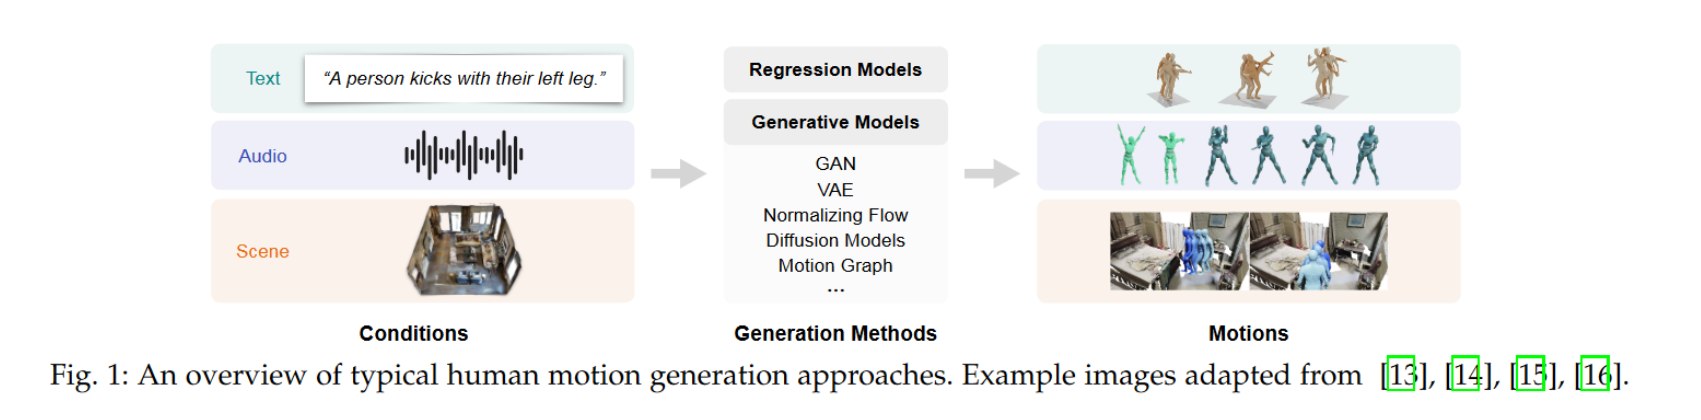 Text
“A person kicks with their left leg.”
Audio
Scene
Conditions
Regression Models
Generative Models
GAN
VAE
Normalizing Flow
Diffusion Models
Motion Graph
...
Generation Methods
Motions
Fig. 1: An overview of typical human motion generation approaches. Example images adapted from [13], [14], [15], [16].